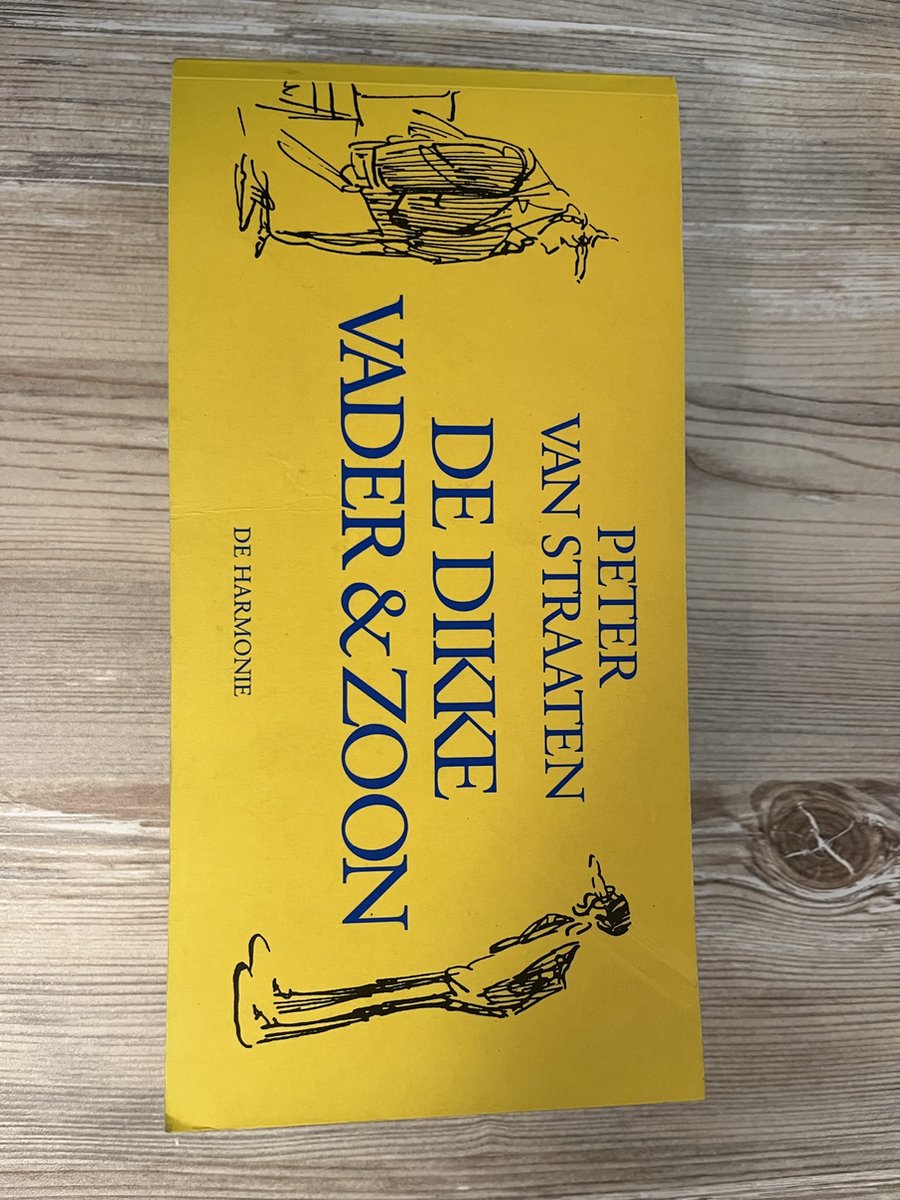 PETER
VAN STRAATEN
DE DIKKE
VADER & ZOON
DE HARMONIE